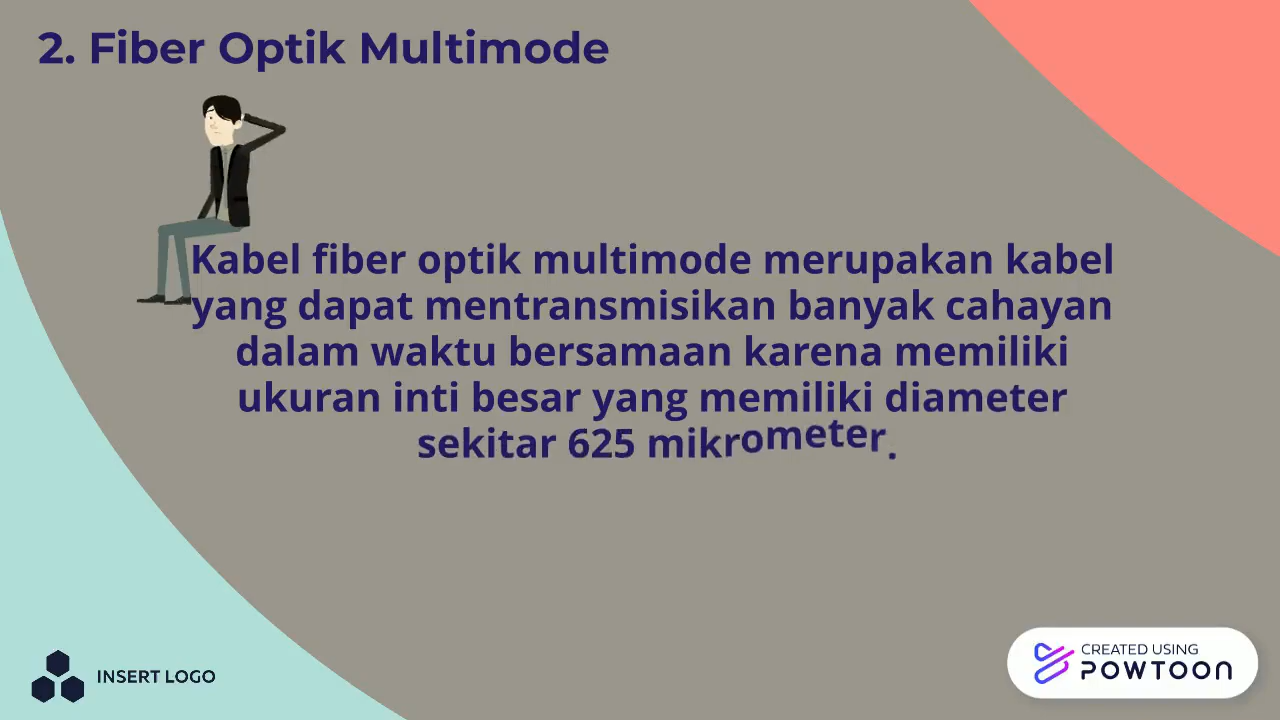 2. Fiber Optik Multimode
Kabel fiber optik multimode merupakan kabel
yang dapat mentransmisikan banyak cahayan
dalam waktu bersamaan karena memiliki
ukuran inti besar yang memiliki diameter
sekitar 625 mikrometer.
INSERT LOGO
CREATED USING
POWTOON